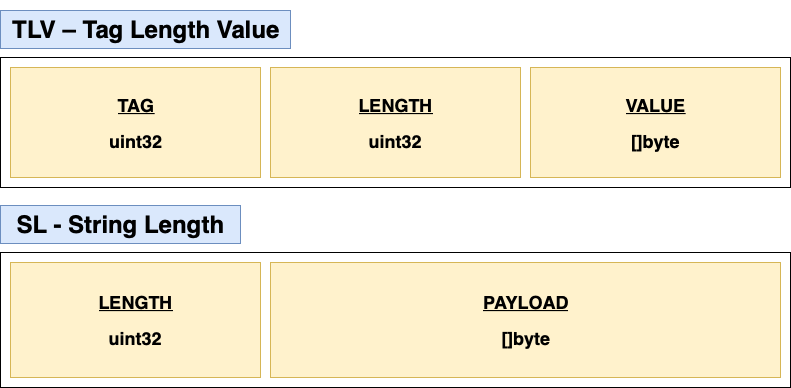 TLV – Tag Length Value
TAG
uint32
LENGTH
uint32
VALUE
[]byte
SL - String Length
LENGTH
uint32
PAYLOAD
[]byte